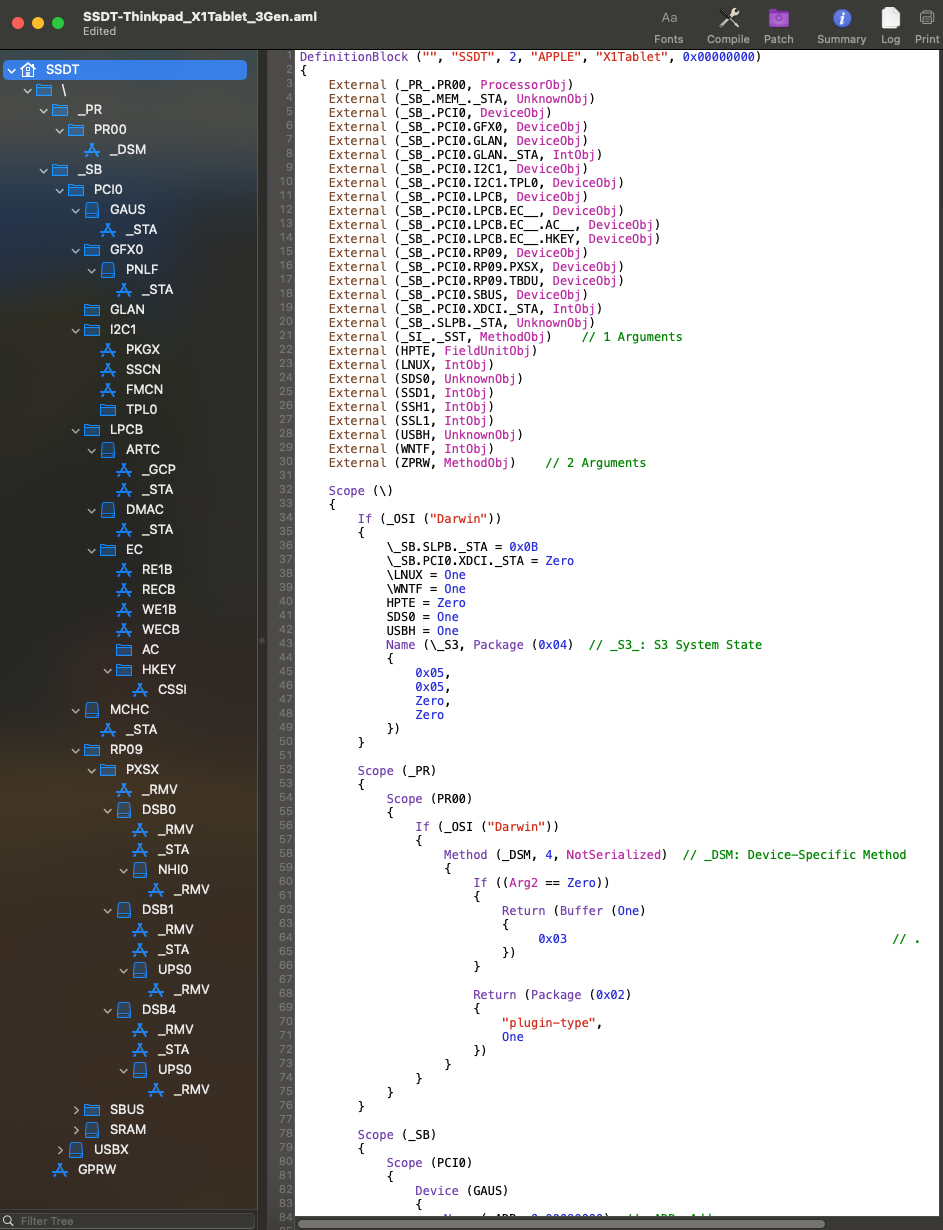 SSDT-Thinkpad_X1Tablet_3Gen.aml
Edited
Aa
Fonts
Compile
Patch
Summary
Log
Print
SSDT
\
_PR
PR00
_DSM
_SB
PCI0
GAUS
_STA
GFX0
PNLF
_STA
GLAN
I2C1
PKGX
SSCN
FMCN
TPL0
LPCB
ARTC
_GCP
_STA
DMAC
_STA
EC
RE1B
RECB
WE1B
WECB
AC
HKEY
CSSI
MCHC
_STA
RP09
PXSX
_RMV
DSB0
_RMV
_STA
NHI0
_RMV
DSB1
_RMV
_STA
UPS0
_RMV
DSB4
_RMV
_STA
UPS0
_RMV
SBUS
SRAM
USBX
GPRW
Filter Tree
1 DefinitionBlock ("", "SSDT", 2, "APPLE", "X1Tablet", 0x00000000)
2 {
3 External (_PR_.PR00, ProcessorObj)
4 External (_SB_.MEM_._STA, UnknownObj)
5 External (_SB_.PCI0, DeviceObj)
6 External (_SB_.PCI0.GFX0, DeviceObj)
7 External (_SB_.PCI0.GLAN, DeviceObj)
8 External (_SB_.PCI0.GLAN._STA, IntObj)
9 External (_SB_.PCI0.I2C1, DeviceObj)
10 External (_SB_.PCI0.I2C1.TPL0, DeviceObj)
11 External (_SB_.PCI0.LPCB, DeviceObj)
12 External (_SB_.PCI0.LPCB.EC__, DeviceObj)
13 External (_SB_.PCI0.LPCB.EC__.AC__, DeviceObj)
14 External (_SB_.PCI0.LPCB.EC__.HKEY, DeviceObj)
15 External (_SB_.PCI0.RP09, DeviceObj)
16 External (_SB_.PCI0.RP09.PXSX, DeviceObj)
17 External (_SB_.PCI0.RP09.TBDU, DeviceObj)
18 External (_SB_.PCI0.SBUS, DeviceObj)
19 External (_SB_.PCI0.XDCI._STA, IntObj)
20 External (_SB_.SLPB._STA, UnknownObj)
21 External (_SI_._SST, MethodObj) // 1 Arguments
22 External (HPTE, FieldUnitObj)
23 External (LNUX, IntObj)
24 External (SDS0, UnknownObj)
25 External (SSD1, IntObj)
26 External (SSH1, IntObj)
27 External (SSL1, IntObj)
28 External (USBH, UnknownObj)
29 External (WNTF, IntObj)
30 External (ZPRW, MethodObj) // 2 Arguments
31
32 Scope (\)
33 {
34 If (_OSI ("Darwin"))
35 {
36 \_SB.SLPB._STA = 0x0B
37 \_SB.PCI0.XDCI._STA = Zero
38 \LNUX = One
39 \WNTF = One
40 HPTE = Zero
41 SDS0 = One
42 USBH = One
43 Name (\_S3, Package (0x04) // _S3_: S3 System State
44 {
45 0x05,
46 0x05,
47 Zero,
48 Zero
49 })
50 }
51
52 Scope (_PR)
53 {
54 Scope (PR00)
55 {
56 If (_OSI ("Darwin"))
57 {
58 Method (_DSM, 4, NotSerialized) // _DSM: Device-Specific Method
59 {
60 If ((Arg2 == Zero))
61 {
62 Return (Buffer (One)
63 {
64 0x03 // .
65 })
66 }
67
68 Return (Package (0x02)
69 {
70 "plugin-type",
71 One
72 })
73 }
74 }
75 }
76 }
77
78 Scope (_SB)
79 {
80 Scope (PCI0)
81 {
82 Device (GAUS)
83 {
84